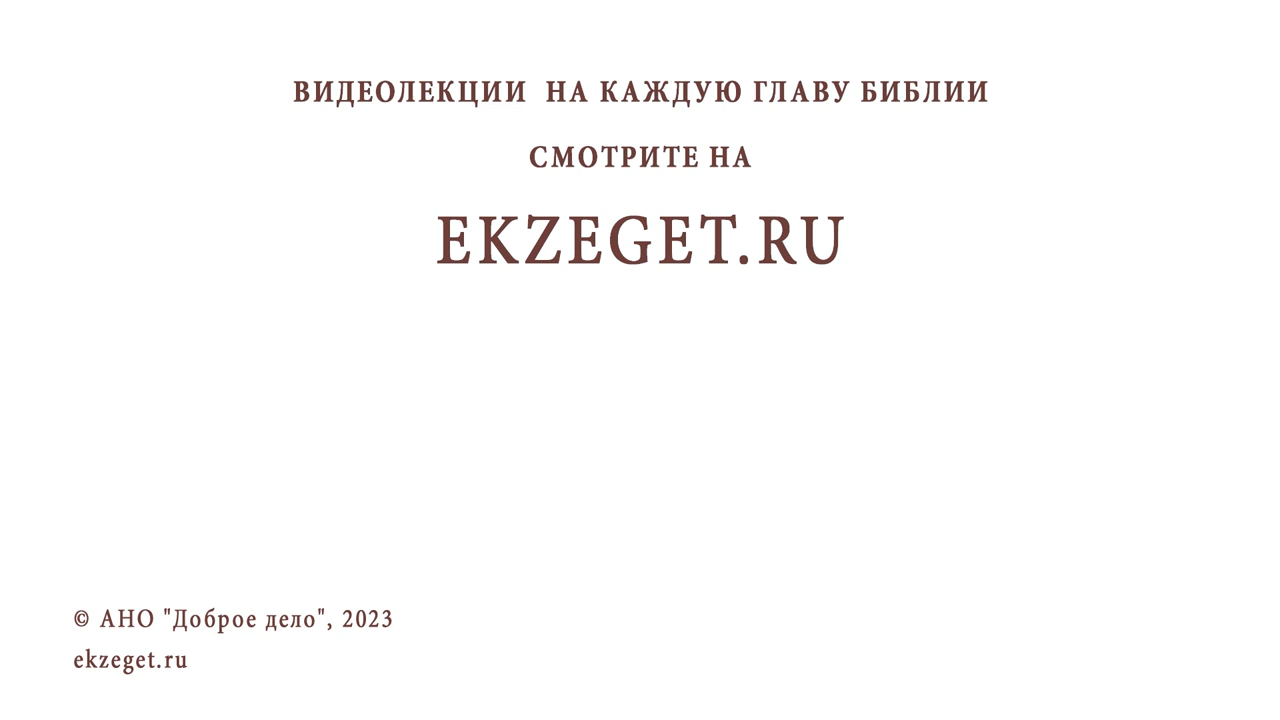 ВИДЕОЛЕКЦИИ НА КАЖДУЮ ГЛАВУ БИБЛИИ
СМОТРИТЕ НА
EKZEGET.RU
© АНО "Доброе дело", 2023
ekzeget.ru